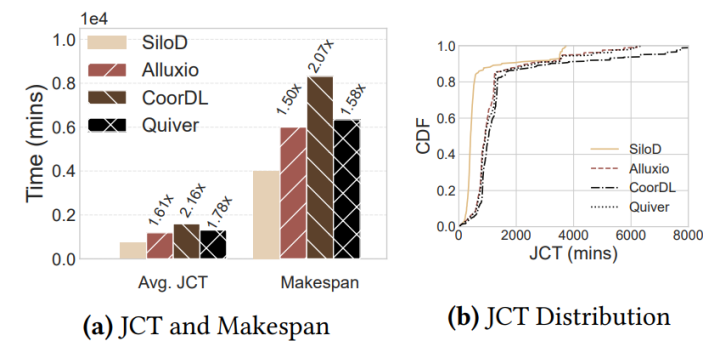 1e4
1.0
0.8
0.6
0.4
0.2
0.0
Time (mins)
SiloD
Alluxio
CoorDL
Quiver
1.61x
2.16x
1.78x
1.50x
2.07x
1.58x
Avg. JCT
Makespan
(a) JCT and Makespan
1.0
0.8
0.6
0.4
0.2
0.0
CDF
SiloD
Alluxio
CoorDL
Quiver
0 2000 4000 6000 8000
JCT (mins)
(b) JCT Distribution